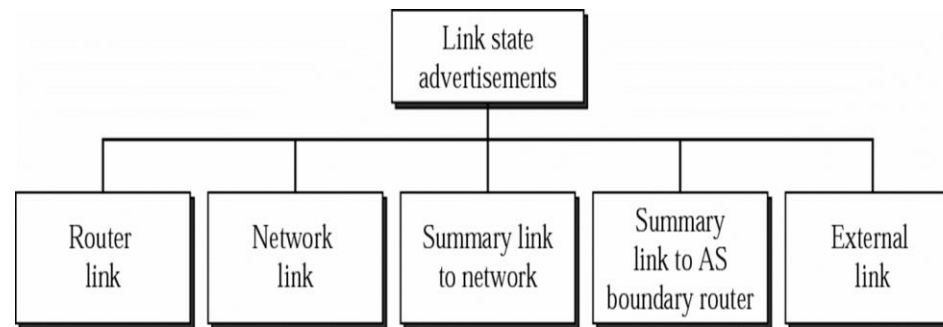 Link state
advertisements
Router
link
Network
link
Summary link
to network
Summary
link to AS
boundary router
External
link